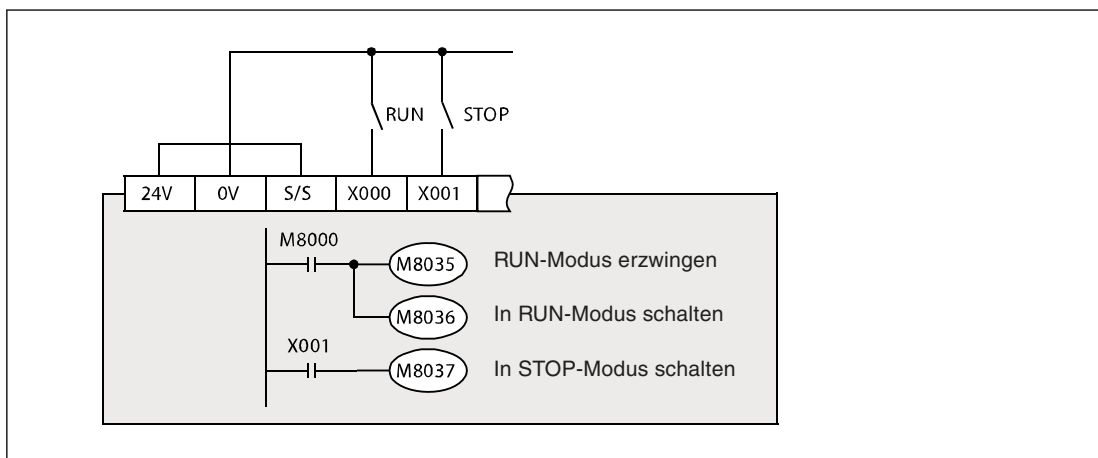 RUN STOP
24V 0V S/S X000 X001
M8000
M8035 RUN-Modus erzwingen
M8036 In RUN-Modus schalten
X001
M8037 In STOP-Modus schalten